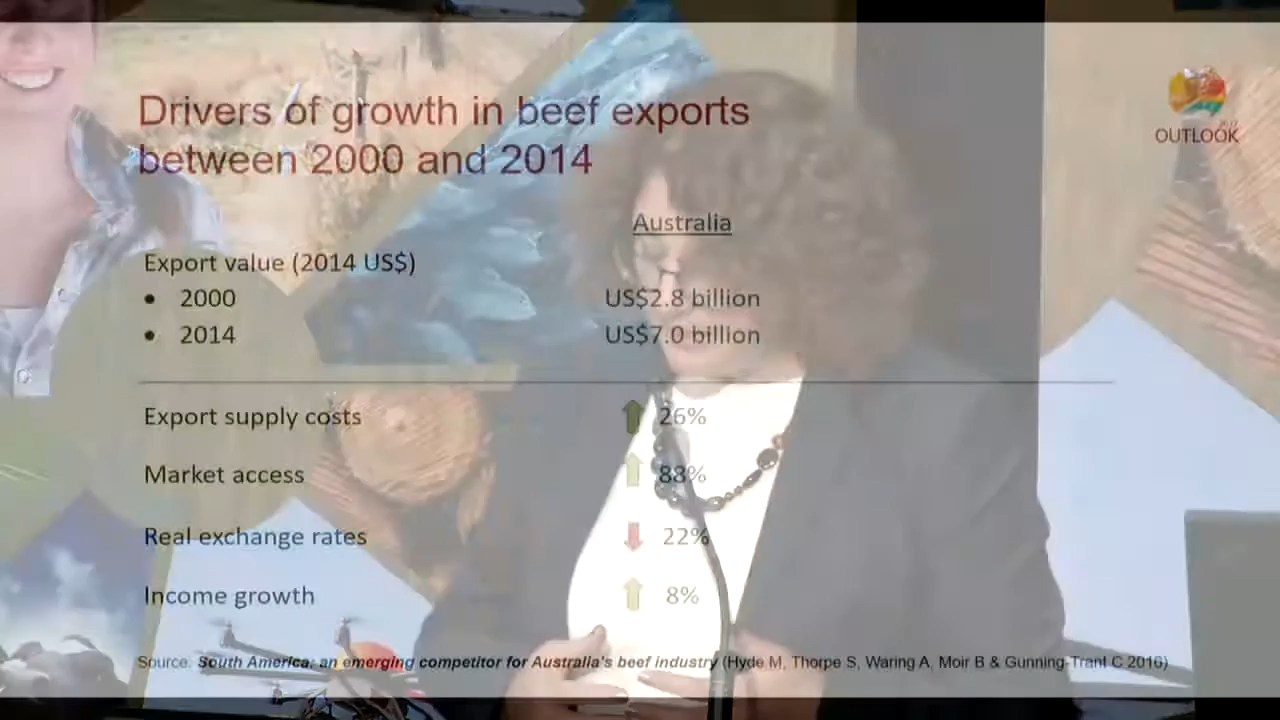 Drivers of growth in beef exports
between 2000 and 2014
OUTLOOK
Australia
Export value (2014 US$)
• 2000 US$2.8 billion
• 2014 US$7.0 billion
Export supply costs 26%
Market access 88%
Real exchange rates 22%
Income growth 8%
Source: South America: an emerging competitor for Australia's beef industry (Hyde M, Thorpe S, Waring A, Moir B & Gunning-Trant C 2016)